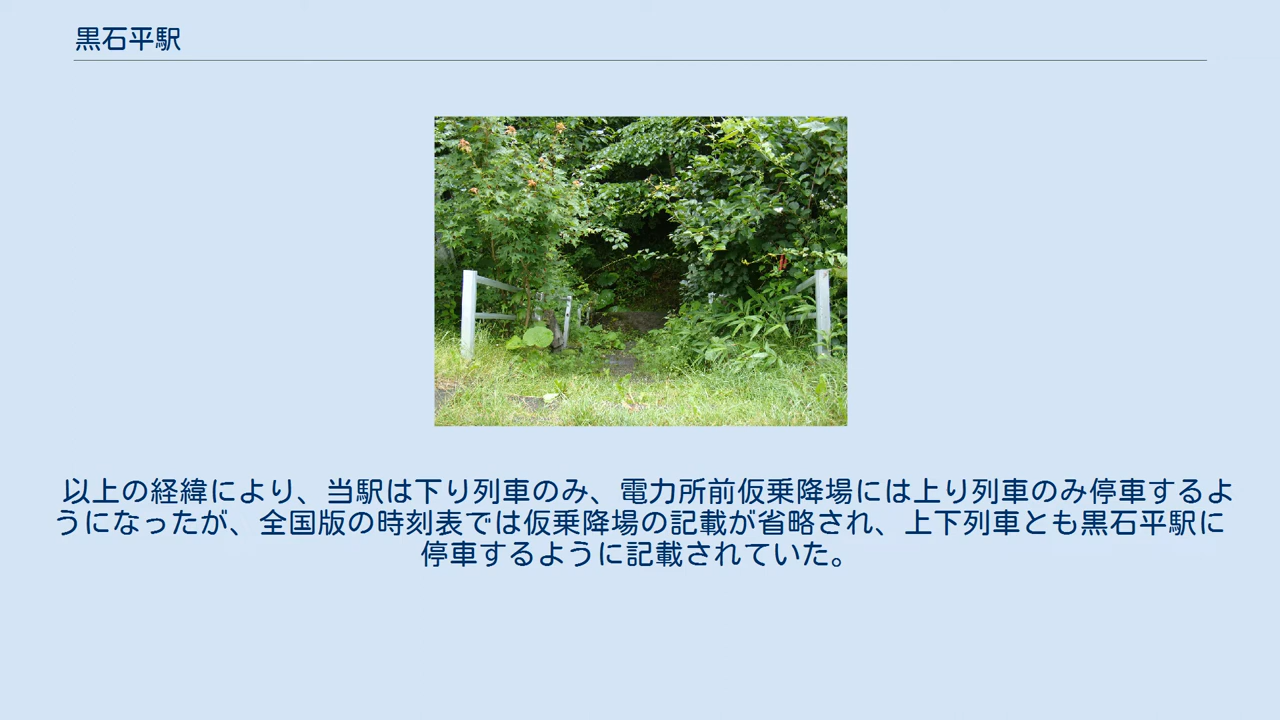 黒石平駅
以上の経緯により、当駅は下り列車のみ、電力所前仮乗降場には上り列車のみ停車するよ
うになったが、全国版の時刻表では仮乗降場の記載が省略され、上下列車とも黒石平駅に
停車するように記載されていた。